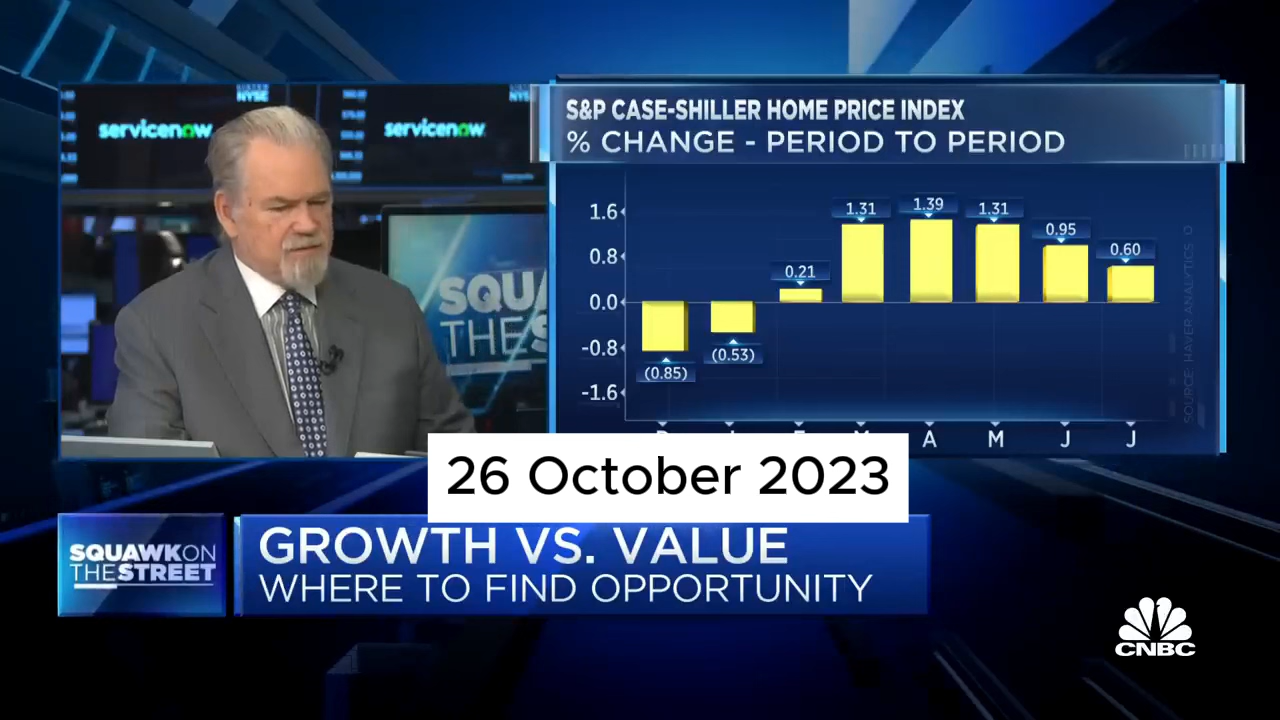 servicenow
NYSE
servicenow
SQUA
THE S
S&P CASE-SHILLER HOME PRICE INDEX
% CHANGE - PERIOD TO PERIOD
1.6
0.8
0.0
-0.8
-1.6
(0.85)
(0.53)
0.21
1.31
1.39
1.31
0.95
0.60
A M J J
SOURCE: HAVER ANALYTICS
26 October 2023
SQUAWK ON
THE STREET
GROWTH VS. VALUE
WHERE TO FIND OPPORTUNITY
CNBC